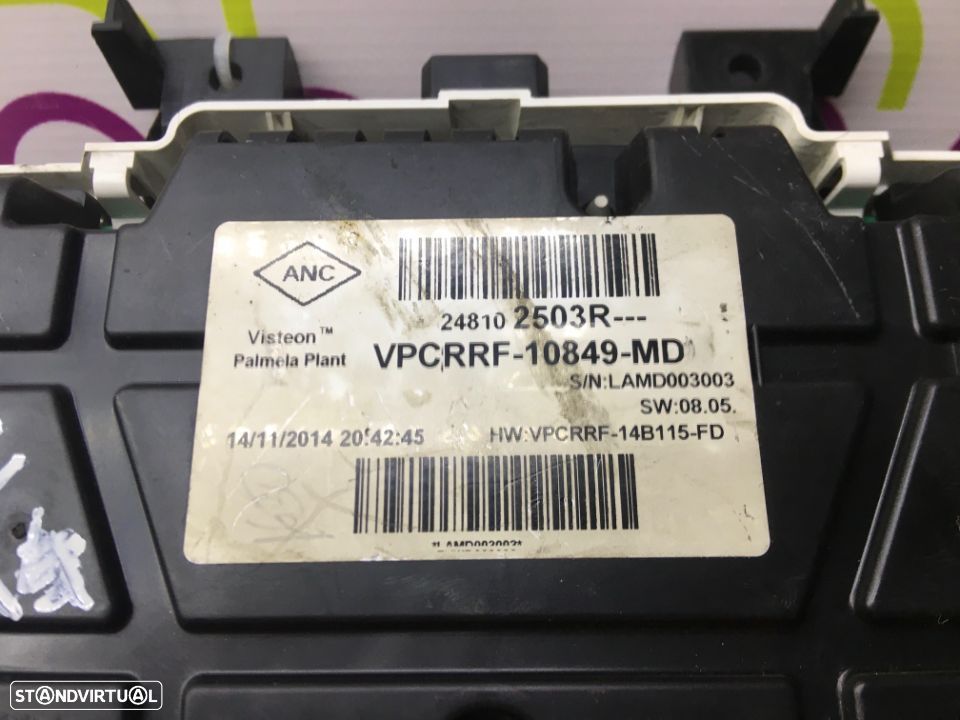 ANC
24810 2503R---
Visteon™
Palmela Plant
VPCRRF-10849-MD
S/N:LAMD003003
SW:08.05.
14/11/2014 20:42:45
HW:VPCRRF-14B115-FD
*LAMD003003*
STANDVIRTUAL